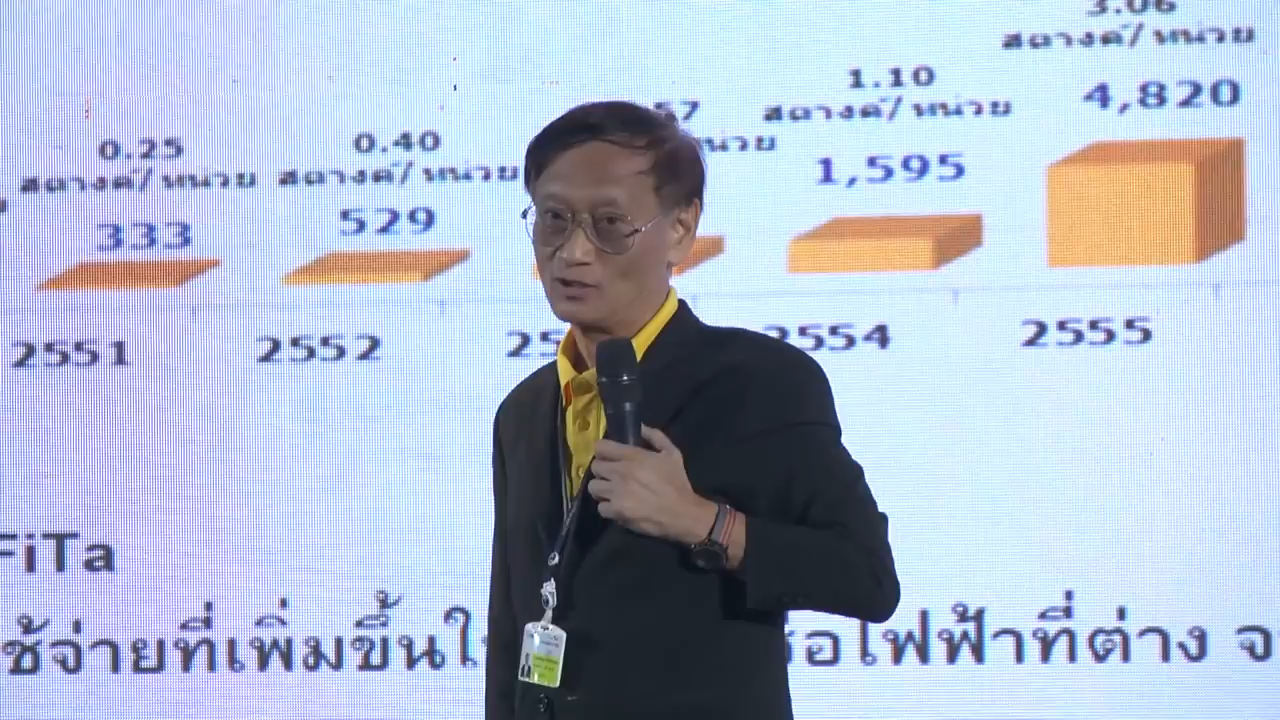 3.06
สตางค์/หน่วย
1.10
สตางค์/หน่วย
4,820
57
หน่วย
0.25
สตางค์/หน่วย
0.40
สตางค์/หน่วย
1,595
333
529
2551
2552
25
2554
2555
FiTa
ช้จ่ายที่เพิ่มขึ้นใ
ไฟฟ้าที่ต่าง จ